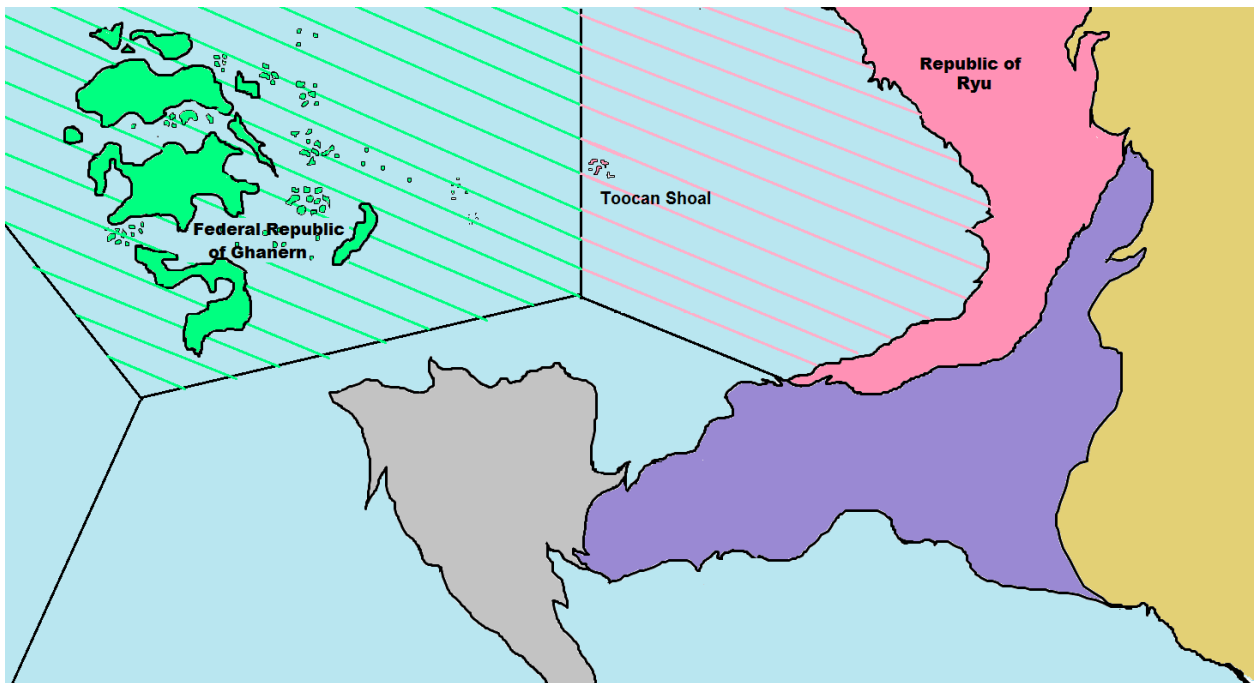 Republic of
Ryu
Toocan Shoal
Federal Republic
of Ghanern